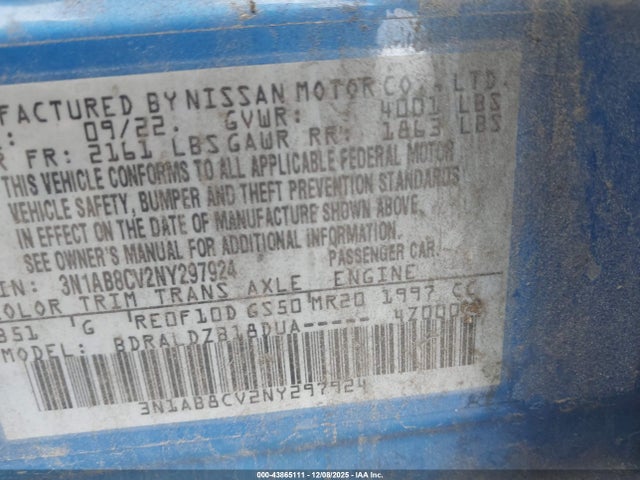 FACTURED BY NISSAN MOTOR CO., LTD.
: 09/22. GVWR: 4001 LBS
R FR: 2161 LBS GAWR RR: 1863 LBS
THIS VEHICLE CONFORMS TO ALL APPLICABLE FEDERAL MOTOR
VEHICLE SAFETY, BUMPER AND THEFT PREVENTION STANDARDS
IN EFFECT ON THE DATE OF MANUFACTURE SHOWN ABOVE.
SEE OWNER'S MANUAL FOR ADDITIONAL INFORMATION.
IN: 3N1AB8CV2NY297924 PASSENGER CAR
OLOR TRIM TRANS AXLE ENGINE
B51 G RE0F10D GS50 MR20 1997 CC
MODEL: BDRALDZB18DUA-----
3N1AB8CV2NY297924
000-43865111 - 12/08/2025 - IAA Inc.